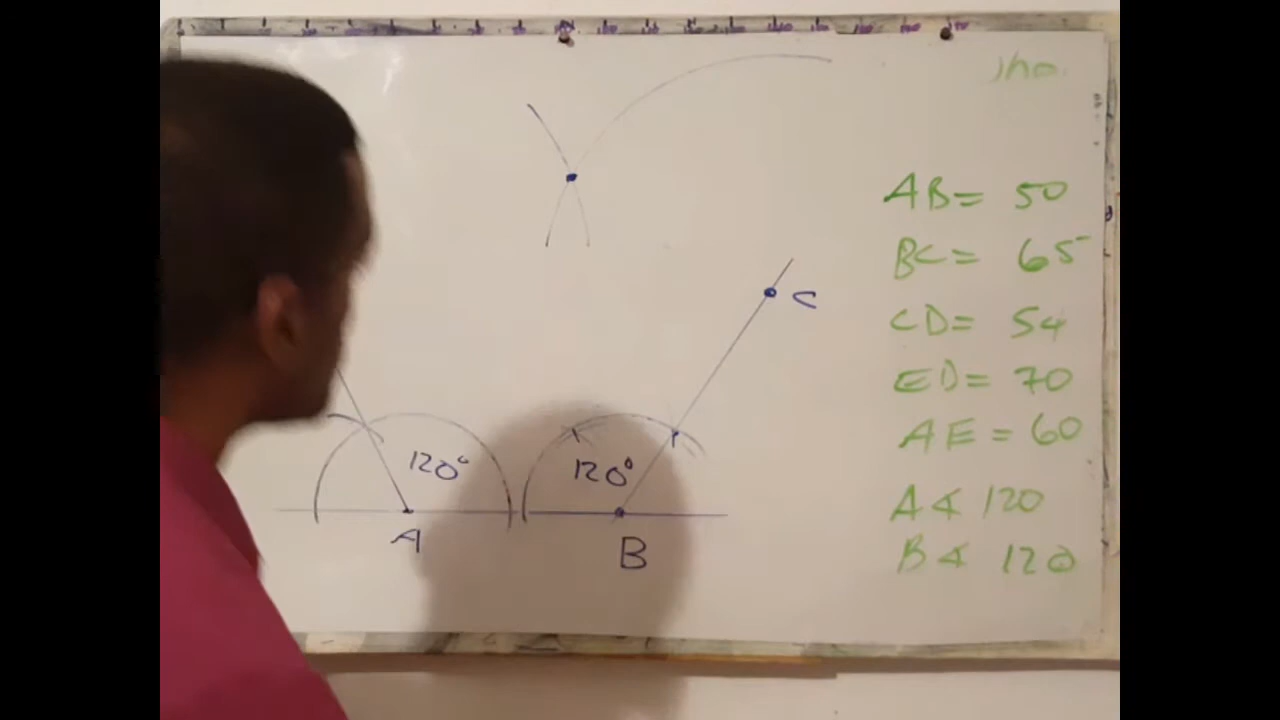 AB= 50
BC= 65
C
CD= 54
ED= 70
AE = 60
120° 120°
A∢ 120
A B
B∢ 120